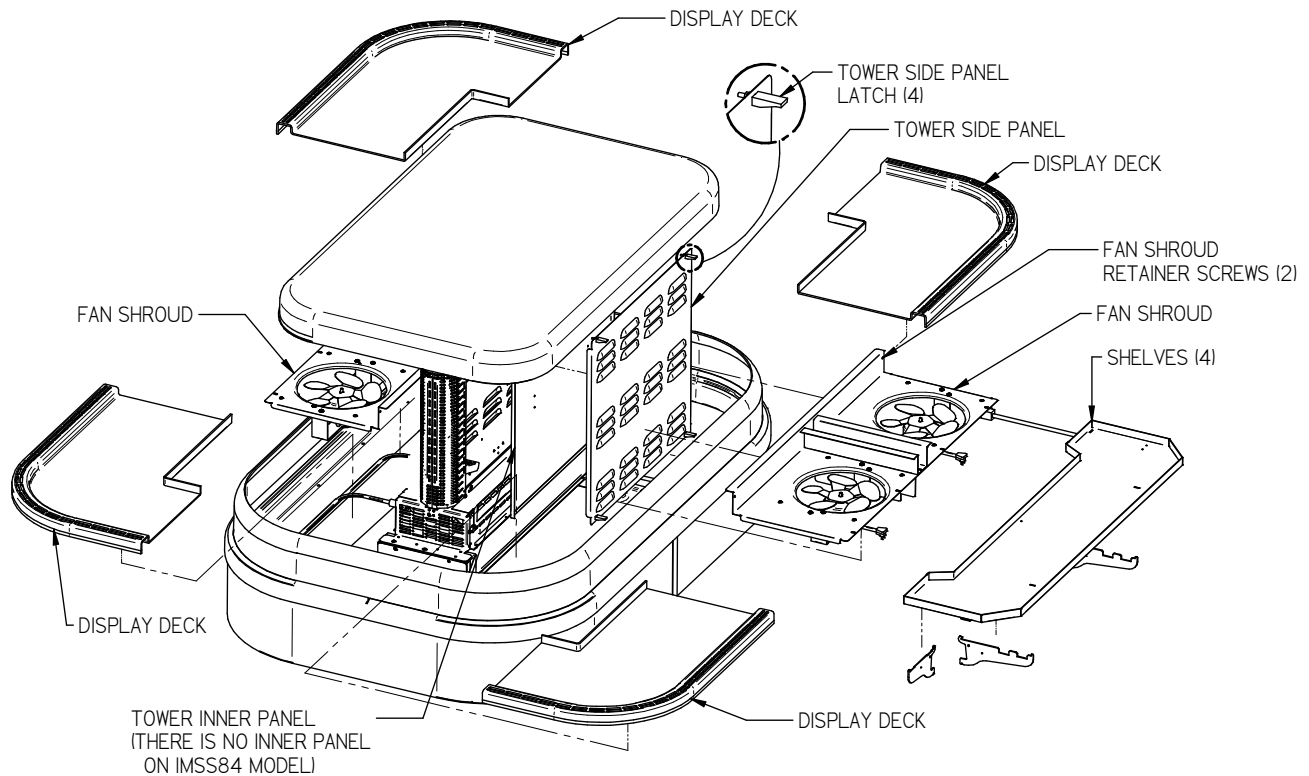 DISPLAY DECK
TOWER SIDE PANEL
LATCH (4)
TOWER SIDE PANEL
DISPLAY DECK
FAN SHROUD
RETAINER SCREWS (2)
FAN SHROUD
FAN SHROUD
SHELVES (4)
DISPLAY DECK
DISPLAY DECK
TOWER INNER PANEL
(THERE IS NO INNER PANEL
ON IMSS84 MODEL)